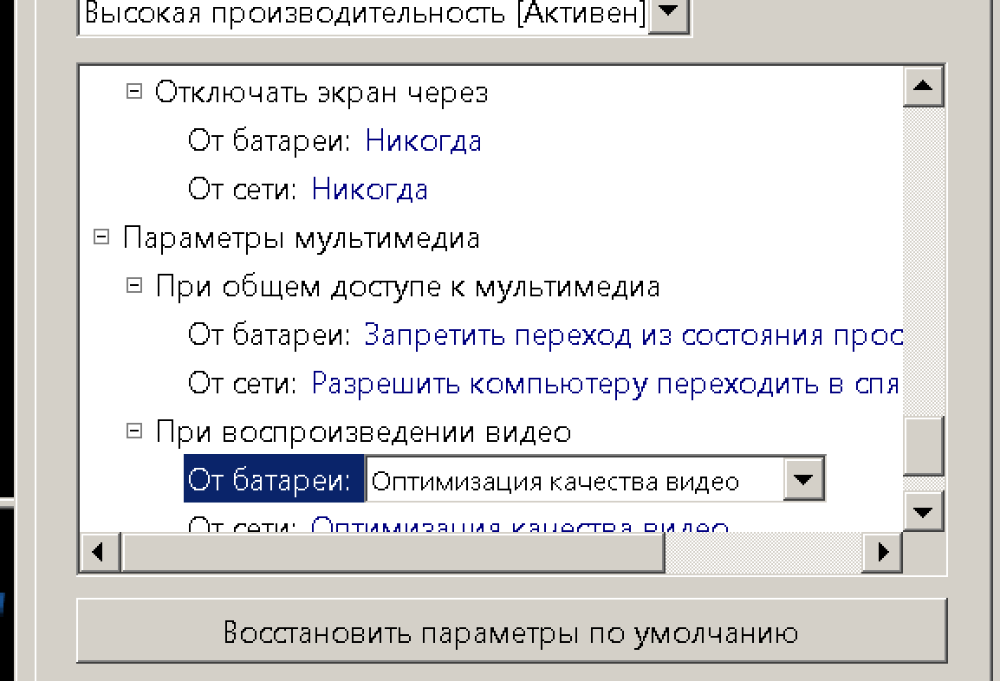 Высокая производительность [Активен]
Отключать экран через
От батареи: Никогда
От сети: Никогда
Параметры мультимедиа
При общем доступе к мультимедиа
От батареи: Запретить переход из состояния прос
От сети: Разрешить компьютеру переходить в спя
При воспроизведении видео
От батареи: Оптимизация качества видео
От сети: Оптимизация качества видео
Восстановить параметры по умолчанию